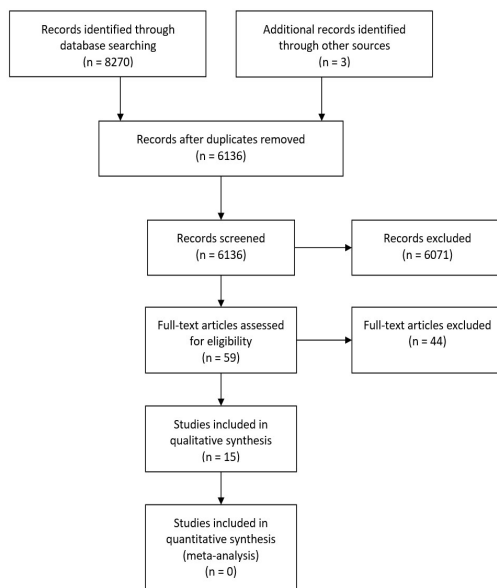 Records identified through
database searching
(n = 8270)
Additional records identified
through other sources
(n = 3)
Records after duplicates removed
(n = 6136)
Records screened
(n = 6136)
Records excluded
(n = 6071)
Full-text articles assessed
for eligibility
(n = 59)
Full-text articles excluded
(n = 44)
Studies included in
qualitative synthesis
(n = 15)
Studies included in
quantitative synthesis
(meta-analysis)
(n = 0)